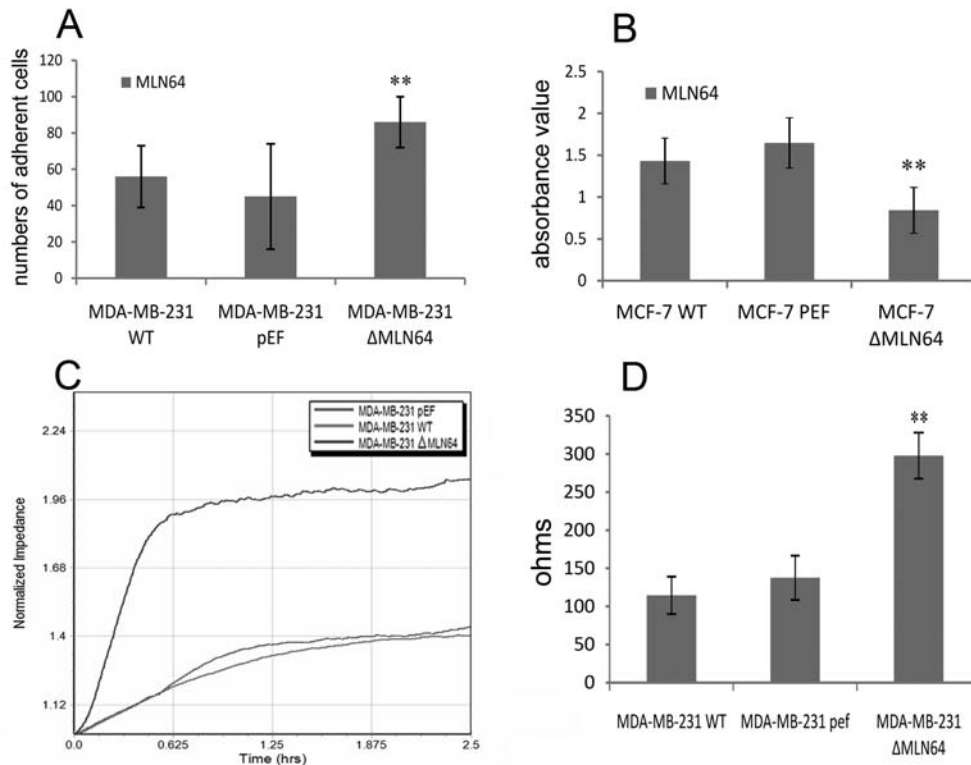 A
numbers of adherent cells
120
100
80
60
40
20
0
MLN64
**
MDA-MB-231
WT
MDA-MB-231
pEF
MDA-MB-231
ΔMLN64
B
absorbance value
2.5
2
1.5
1
0.5
0
MLN64
**
MCF-7 WT
MCF-7 PEF
MCF-7
ΔMLN64
C
Normalized Impedance
2.24
1.96
1.68
1.4
1.12
MDA-MB-231 pEF
MDA-MB-231 WT
MDA-MB-231 ΔMLN64
0.0
0.625
1.25
1.875
2.5
Time (hrs)
D
ohms
350
300
250
200
150
100
50
0
**
MDA-MB-231 WT
MDA-MB-231 pef
MDA-MB-231
ΔMLN64